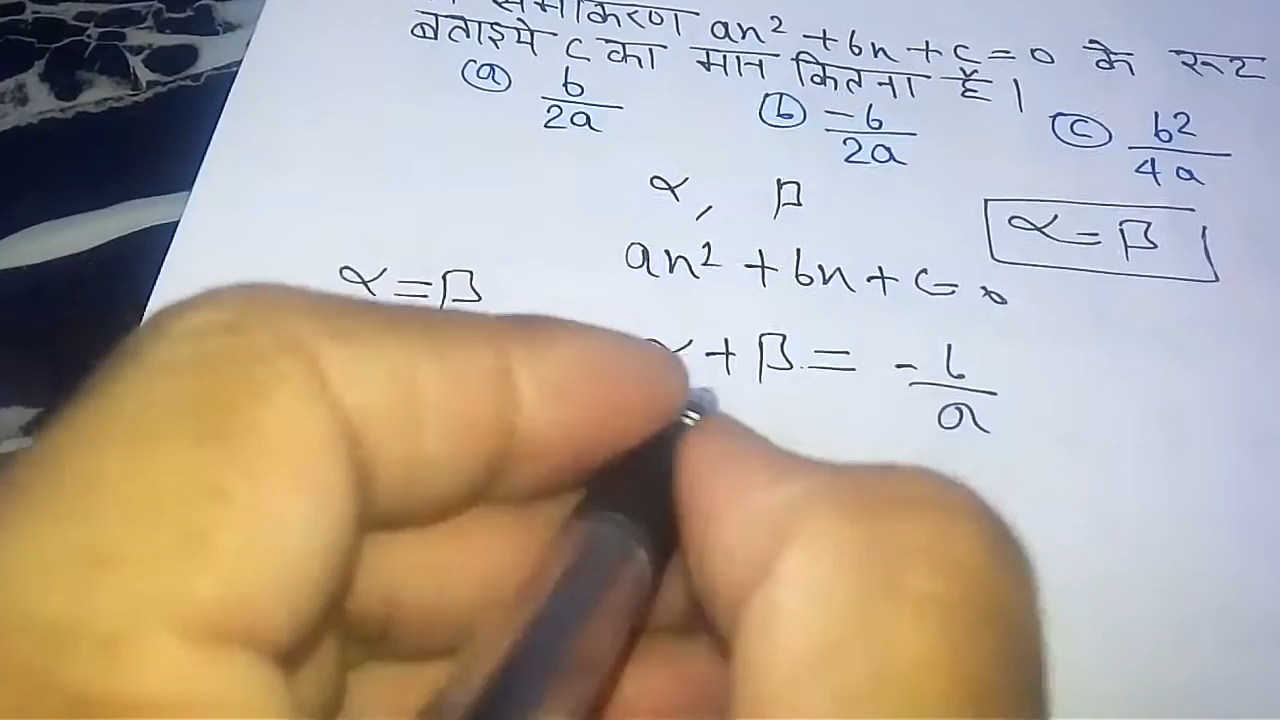 समीकरण an² + bn + c = 0 के रूट
बताइये c का मान कितना है।
(a) b/2a (b) -b/2a (c) b²/4a
α, β
α = β
an² + bn + c = 0
α = β
α + β = -b/a